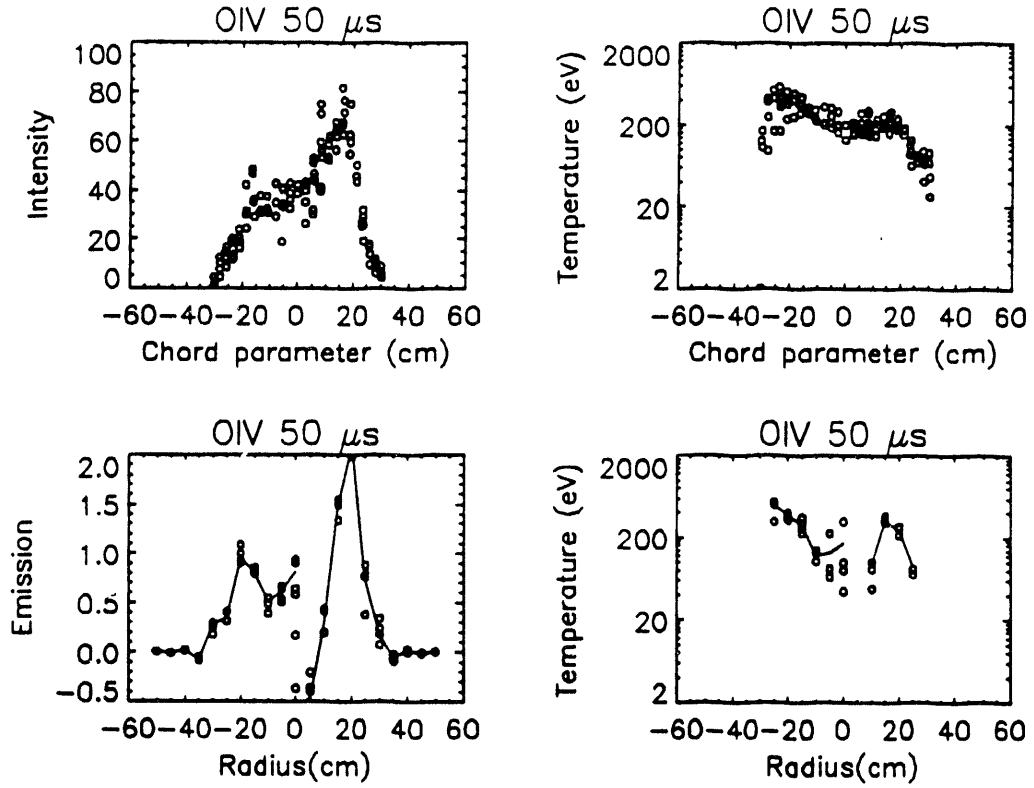 OIV 50 μs
100
80
60
40
20
0
Intensity
−60−40−20 0 20 40 60
Chord parameter (cm)
OIV 50 μs
2000
200
20
2
Temperature (eV)
−60−40−20 0 20 40 60
Chord parameter (cm)
OIV 50 μs
2.0
1.5
1.0
0.5
0.0
−0.5
Emission
−60−40−20 0 20 40 60
Radius(cm)
OIV 50 μs
2000
200
20
2
Temperature (eV)
−60−40−20 0 20 40 60
Radius(cm)